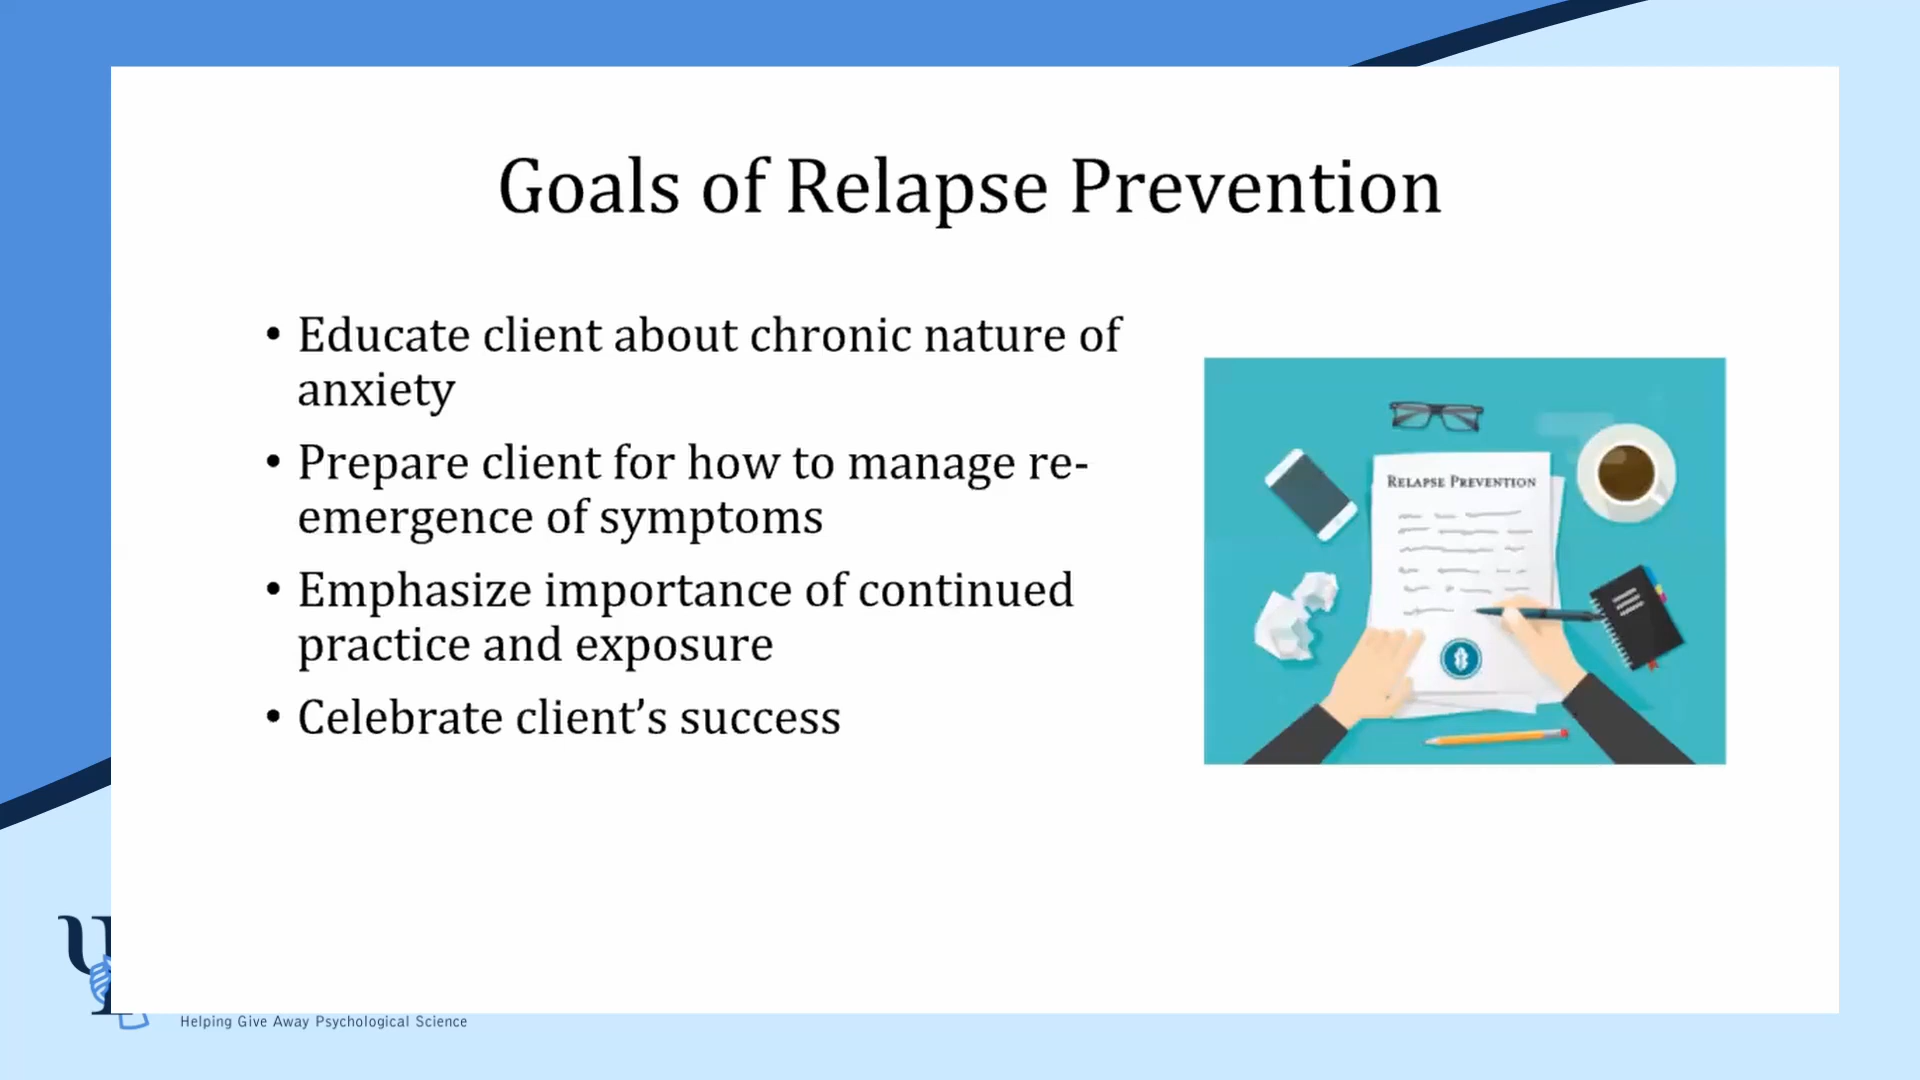 Goals of Relapse Prevention
• Educate client about chronic nature of
anxiety
• Prepare client for how to manage re-
emergence of symptoms
• Emphasize importance of continued
practice and exposure
• Celebrate client’s success
RELAPSE PREVENTION
Helping Give Away Psychological Science